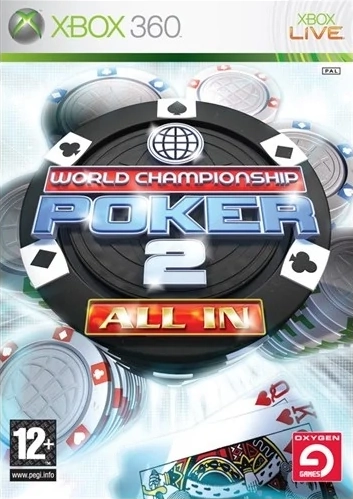 XBOX 360
XBOX
LIVE
PAL
WORLD CHAMPIONSHIP
POKER
2
ALL IN
12+
www.pegi.info
OXYGEN
GAMES